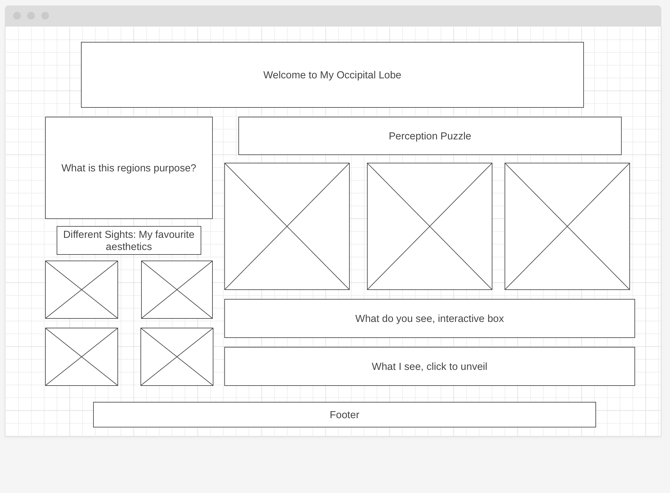 Welcome to My Occipital Lobe
What is this regions purpose?
Perception Puzzle
Different Sights: My favourite
aesthetics
What do you see, interactive box
What I see, click to unveil
Footer